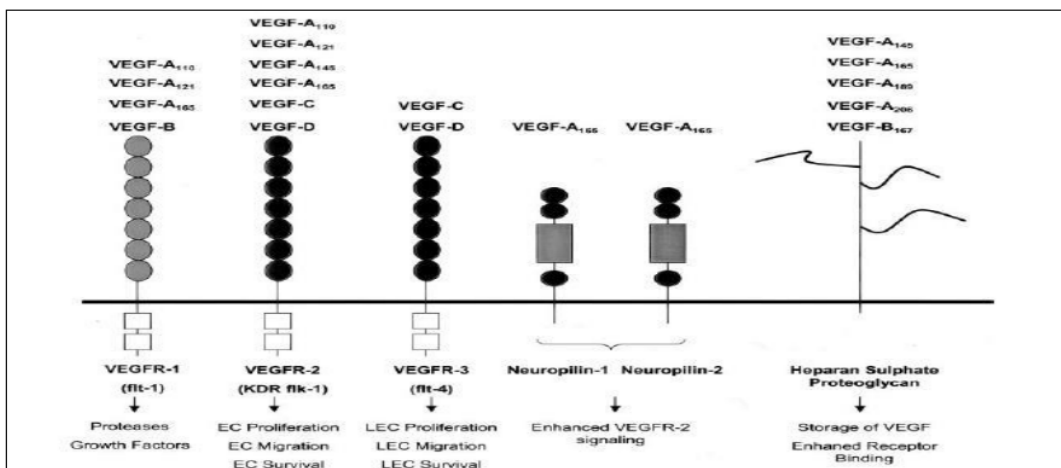 VEGF-A110
VEGF-A121
VEGF-A165
VEGF-B
VEGFR-1
(flt-1)
Proteases
Growth Factors
VEGF-A110
VEGF-A121
VEGF-A145
VEGF-A165
VEGF-C
VEGF-D
VEGFR-2
(KDR flk-1)
EC Proliferation
EC Migration
EC Survival
VEGF-C
VEGF-D
VEGFR-3
(flt-4)
LEC Proliferation
LEC Migration
LEC Survival
VEGF-A165
Neuropilin-1
VEGF-A165
Neuropilin-2
Enhanced VEGFR-2
signaling
VEGF-A145
VEGF-A165
VEGF-A189
VEGF-A206
VEGF-B167
Heparan Sulphate
Proteoglycan
Storage of VEGF
Enhaned Receptor
Binding